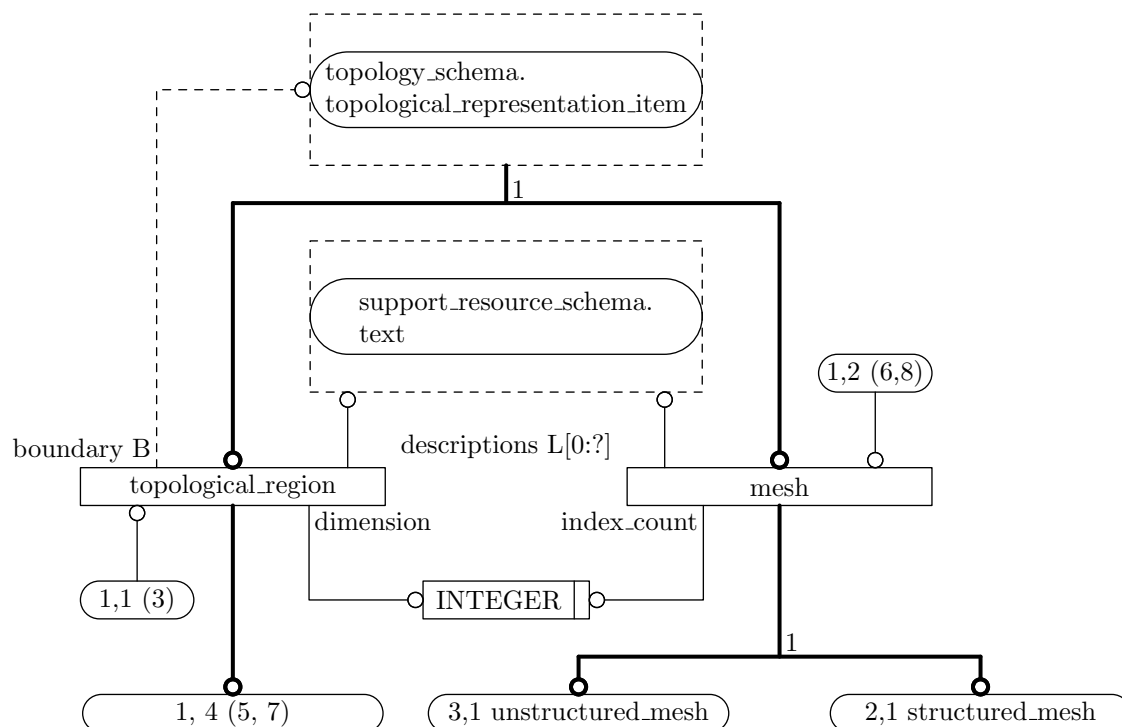 topology_schema.
topological_representation_item
1
support_resource_schema.
text
1,2 (6,8)
boundary B
descriptions L[0:?]
topological_region
mesh
dimension
index_count
1,1 (3)
INTEGER
1
1, 4 (5, 7)
3,1 unstructured_mesh
2,1 structured_mesh